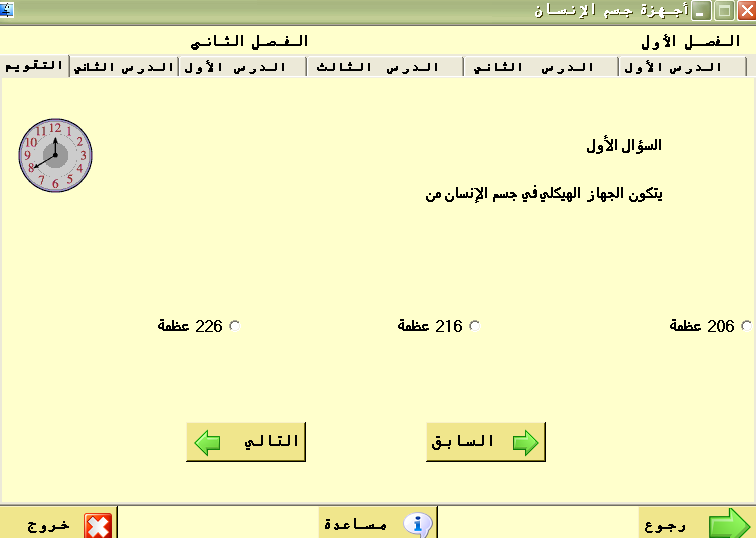 أجهزة جسم الإنسان
الفصل الأول الفصل الثاني
الدرس الأول الدرس الثاني الدرس الثالث الدرس الأول الدرس الثاني التقويم
12 1 2 3 4 5 6 7 8 9 10 11
السؤال الأول
يتكون الجهاز الهيكلي في جسم الإنسان من
206 عظمة 216 عظمة 226 عظمة
السابق التالي
رجوع مساعدة خروج